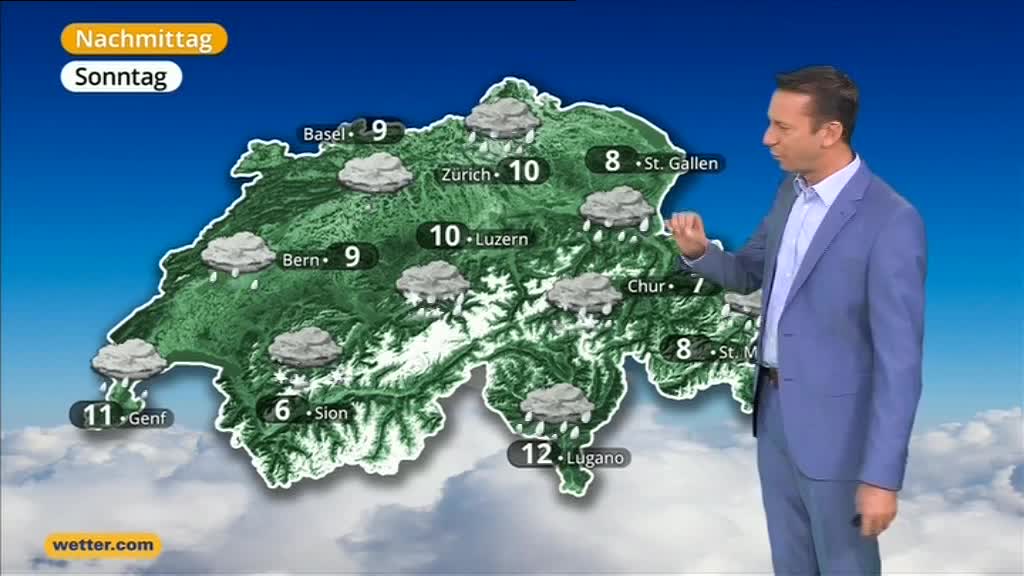 Nachmittag
Sonntag
Basel 9
Zürich 10
8 St. Gallen
10 Luzern
Bern 9
Chur 7
8 St. M
6 Sion
11 Genf
12 Lugano
wetter.com